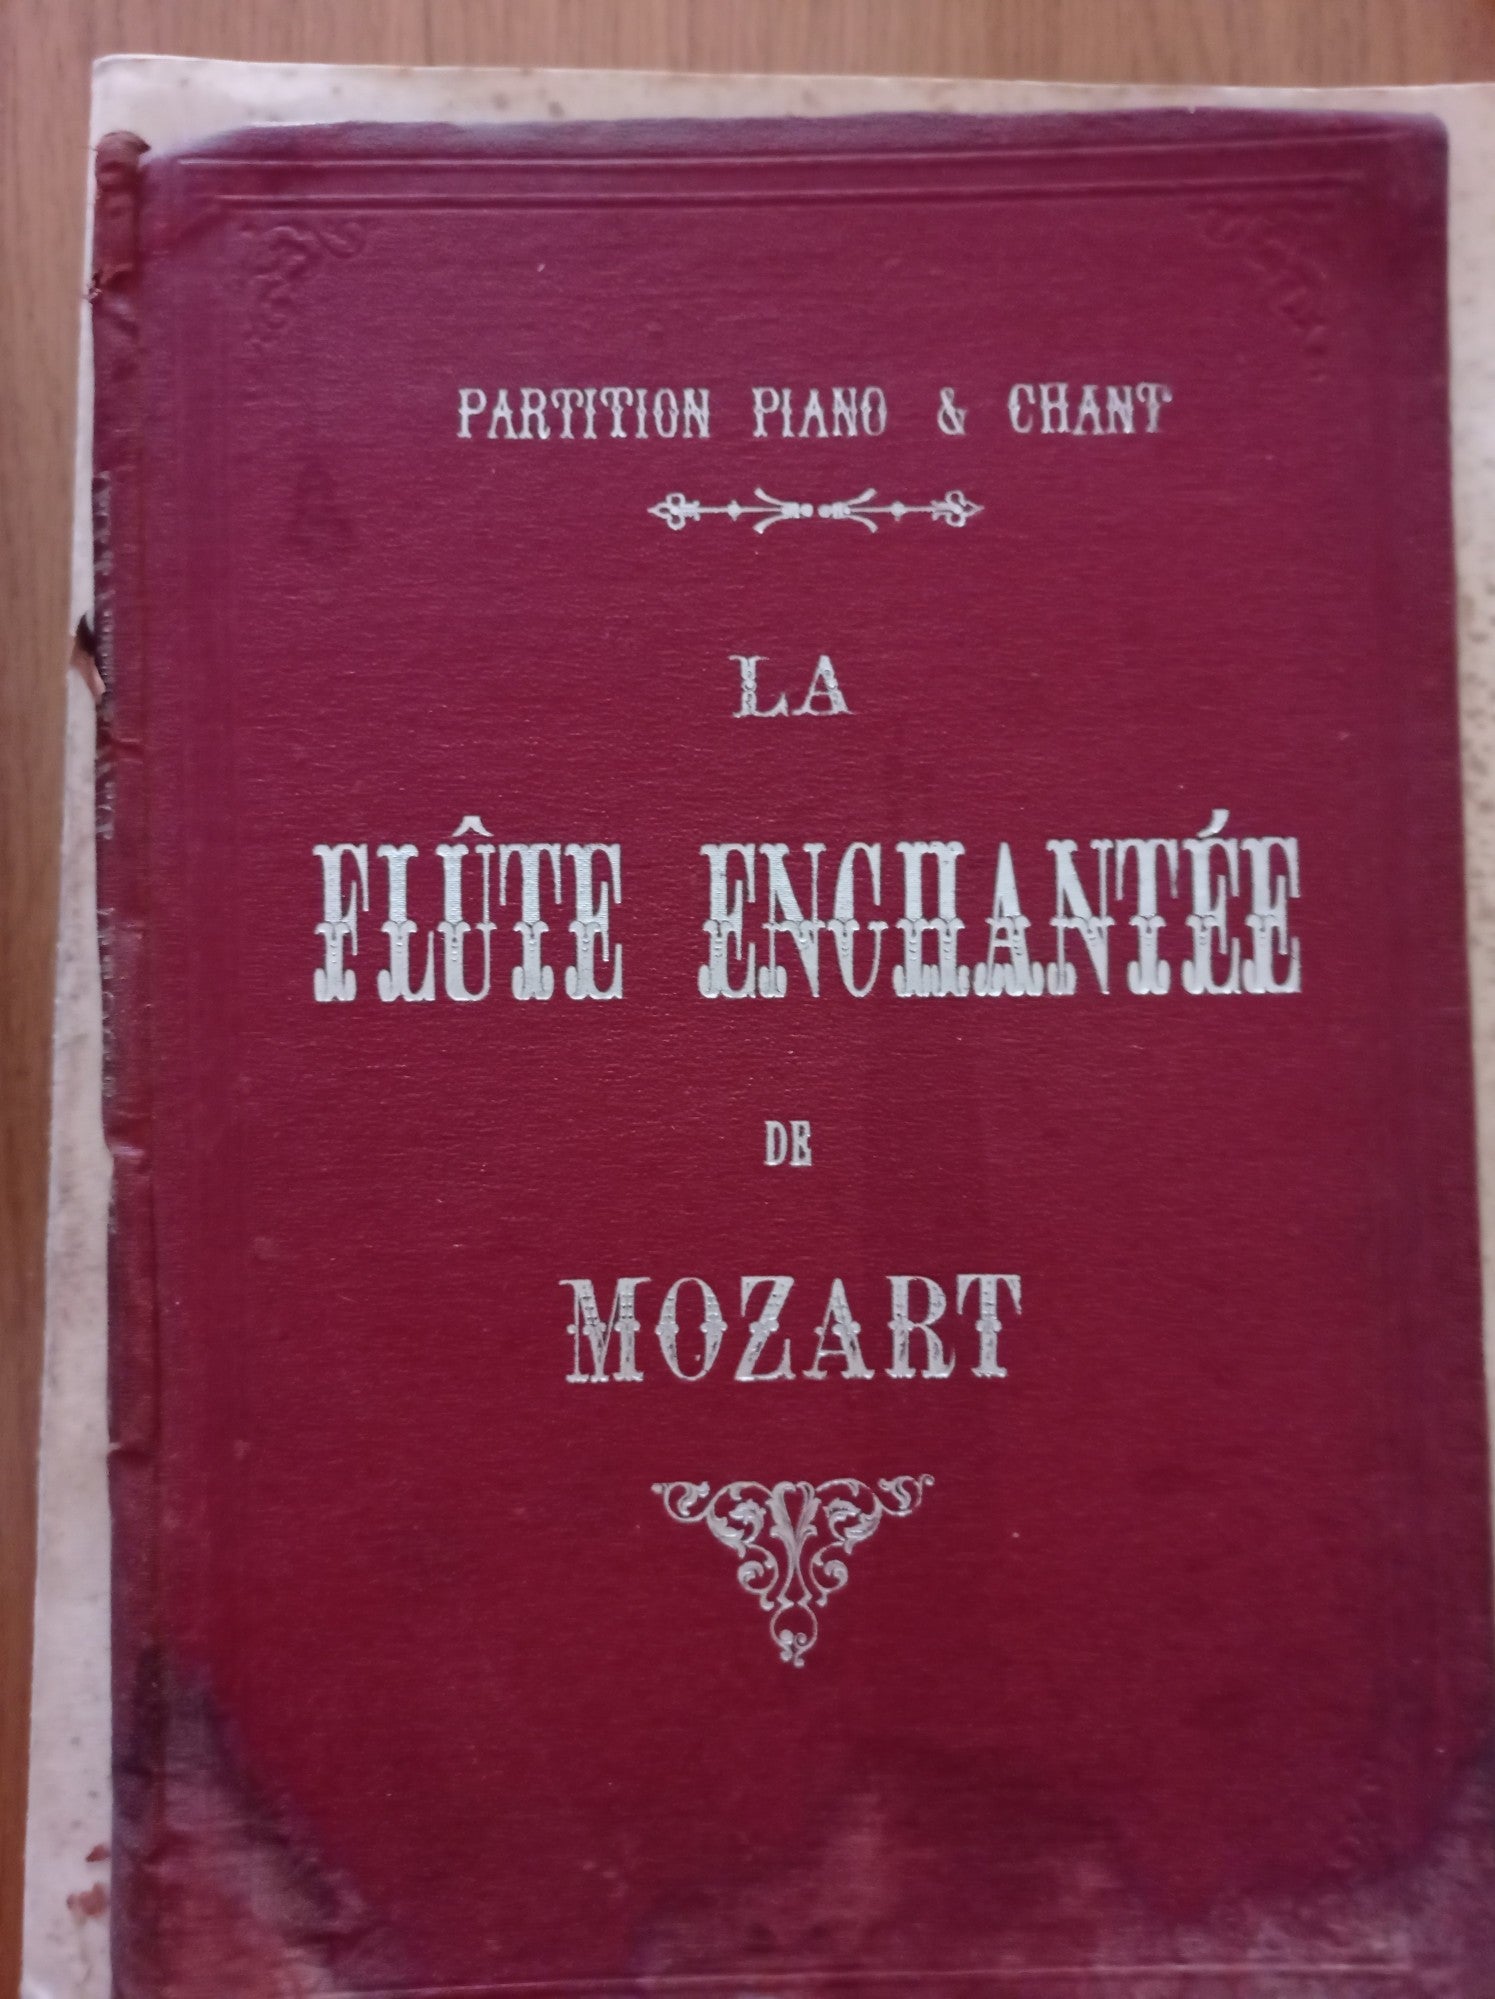 PARTITION PIANO & CHANT
LA
FLÛTE ENCHANTÉE
DE
MOZART